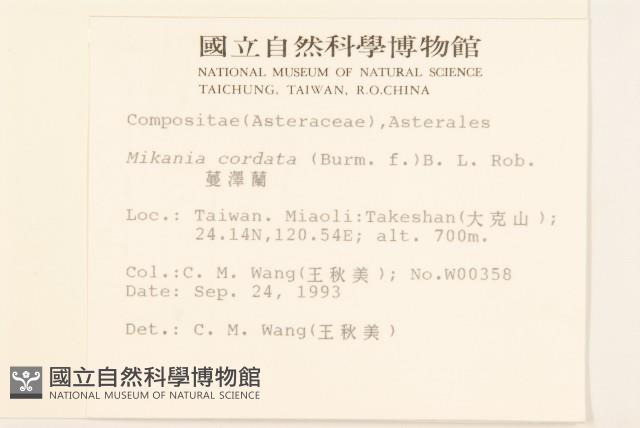 國立自然科學博物館
NATIONAL MUSEUM OF NATURAL SCIENCE
TAICHUNG, TAIWAN, R.O.CHINA
Compositae(Asteraceae),Asterales
Mikania cordata (Burm. f.)B. L. Rob.
蔓澤蘭
Loc.: Taiwan. Miaoli:Takeshan(大克山);
24.14N,120.54E; alt. 700m.
Col.:C. M. Wang(王秋美); No.W00358
Date: Sep. 24, 1993
Det.: C. M. Wang(王秋美)
國立自然科學博物館
NATIONAL MUSEUM OF NATURAL SCIENCE